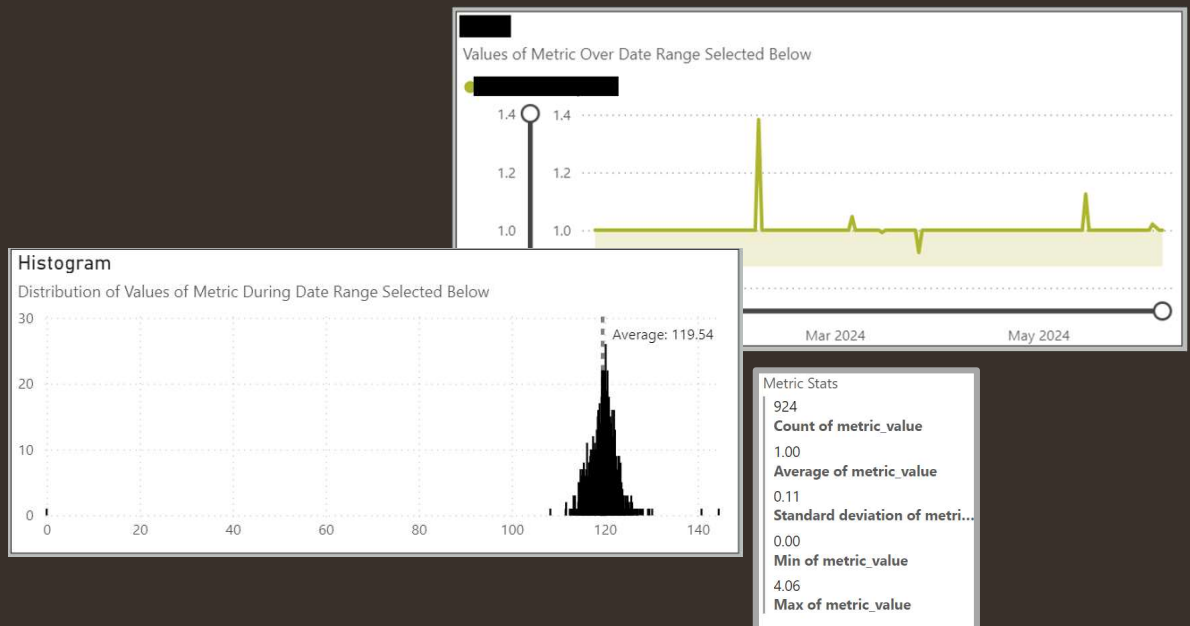 Values of Metric Over Date Range Selected Below
1.4
1.4
1.2
1.2
1.0
1.0
Mar 2024
May 2024
Histogram
Distribution of Values of Metric During Date Range Selected Below
30
Average: 119.54
20
10
0
0
20
40
60
80
100
120
140
Metric Stats
924
Count of metric_value
1.00
Average of metric_value
0.11
Standard deviation of metri...
0.00
Min of metric_value
4.06
Max of metric_value